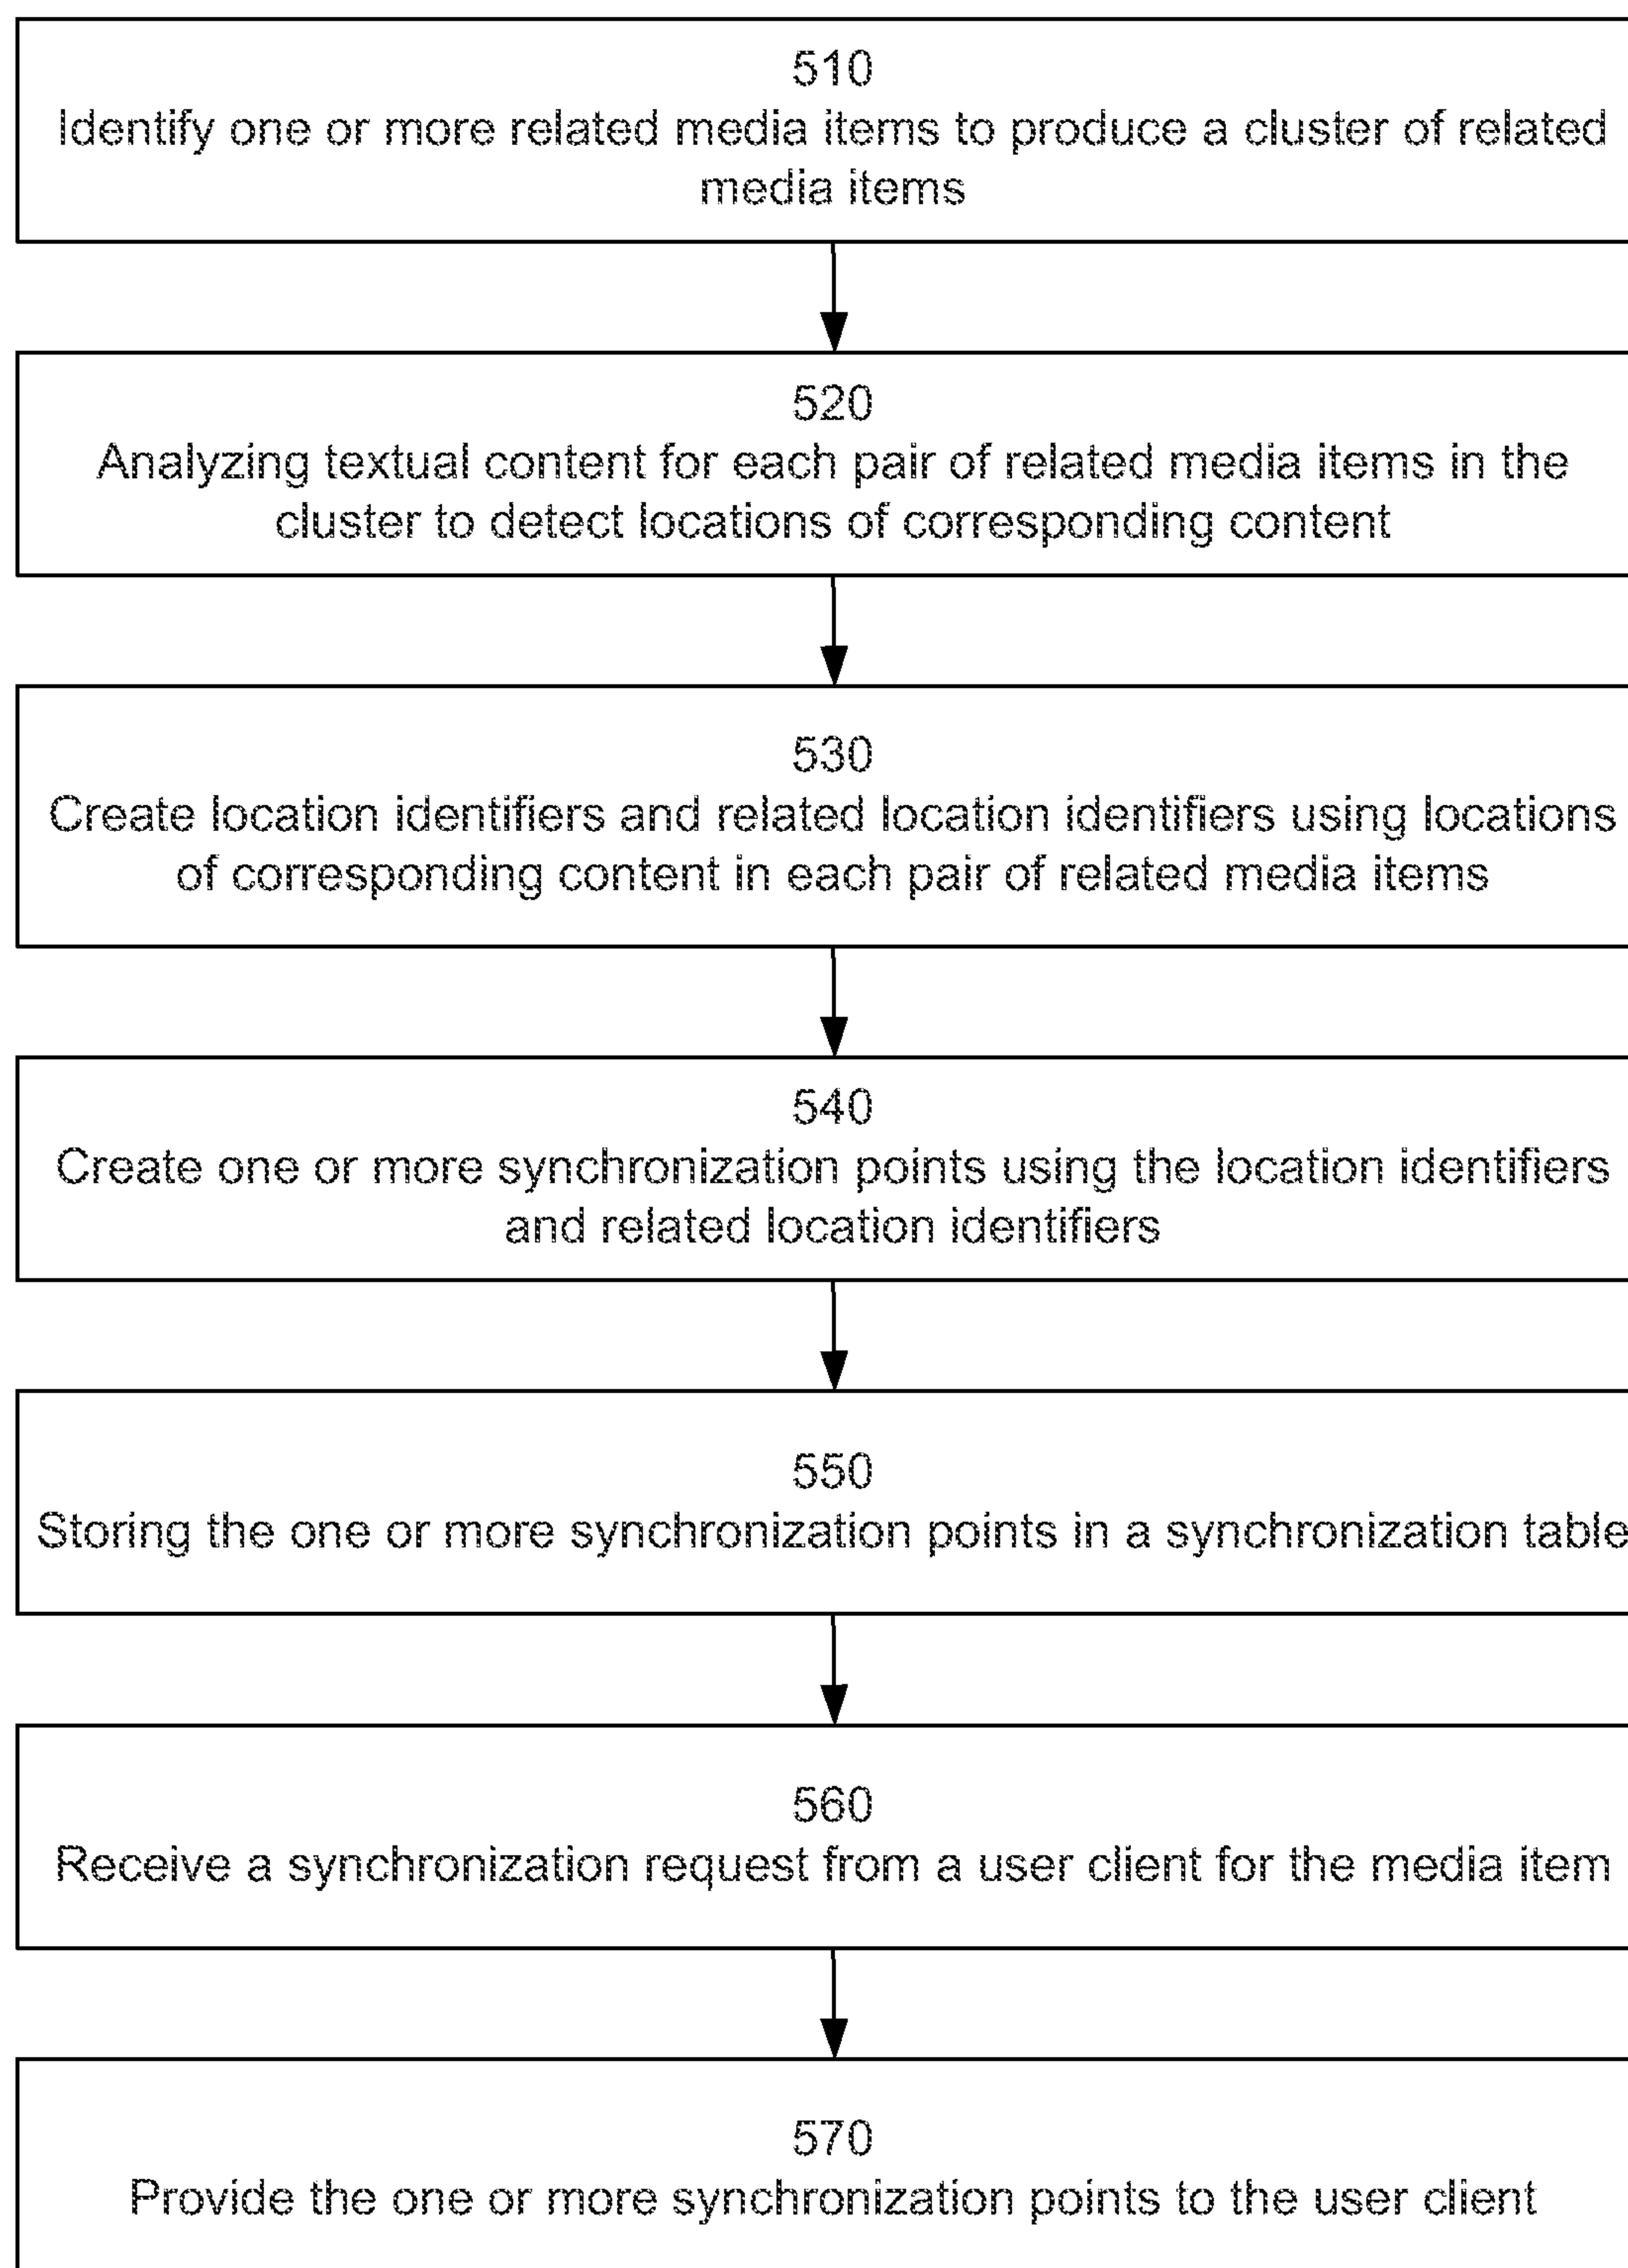 510
Identify one or more related media items to produce a cluster of related
media items
520
Analyzing textual content for each pair of related media items in the
cluster to detect locations of corresponding content
530
Create location identifiers and related location identifiers using locations
of corresponding content in each pair of related media items
540
Create one or more synchronization points using the location identifiers
and related location identifiers
550
Storing the one or more synchronization points in a synchronization table
560
Receive a synchronization request from a user client for the media item
570
Provide the one or more synchronization points to the user client